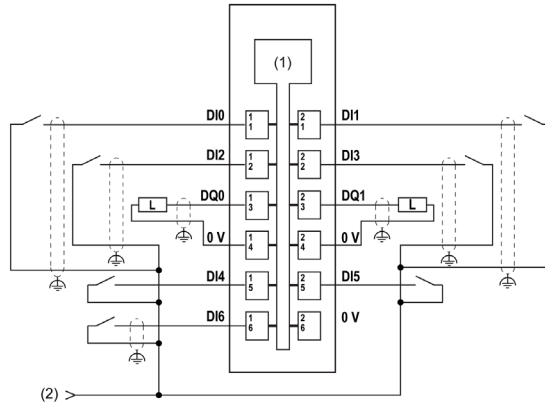 (1)
DI0 1 1 2 1 DI1
DI2 1 2 2 2 DI3
DQ0 L 1 3 2 3 DQ1 L
0 V 1 4 2 4 0 V
DI4 1 5 2 5 DI5
DI6 1 6 2 6 0 V
(2)